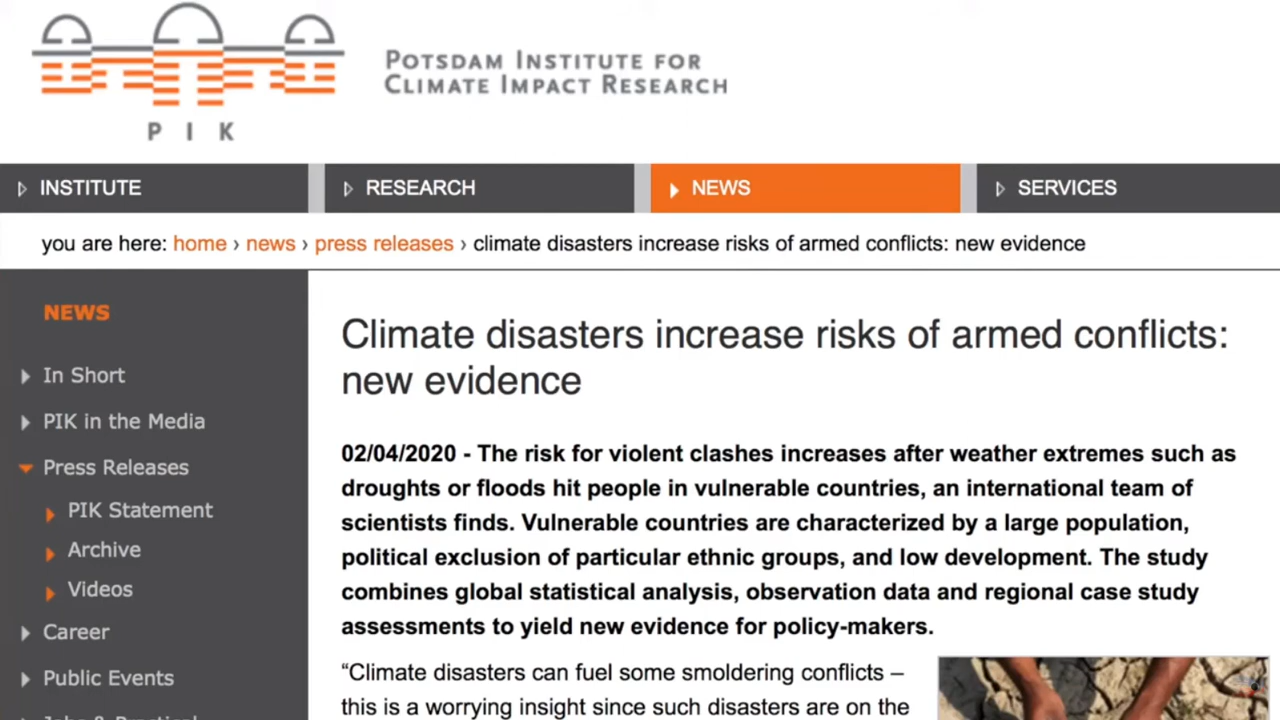 POTSDAM INSTITUTE FOR
CLIMATE IMPACT RESEARCH
PIK
INSTITUTE
RESEARCH
NEWS
SERVICES
you are here: home › news › press releases › climate disasters increase risks of armed conflicts: new evidence
NEWS
In Short
PIK in the Media
Press Releases
PIK Statement
Archive
Videos
Career
Public Events
Climate disasters increase risks of armed conflicts:
new evidence
02/04/2020 - The risk for violent clashes increases after weather extremes such as
droughts or floods hit people in vulnerable countries, an international team of
scientists finds. Vulnerable countries are characterized by a large population,
political exclusion of particular ethnic groups, and low development. The study
combines global statistical analysis, observation data and regional case study
assessments to yield new evidence for policy-makers.
“Climate disasters can fuel some smoldering conflicts –
this is a worrying insight since such disasters are on the